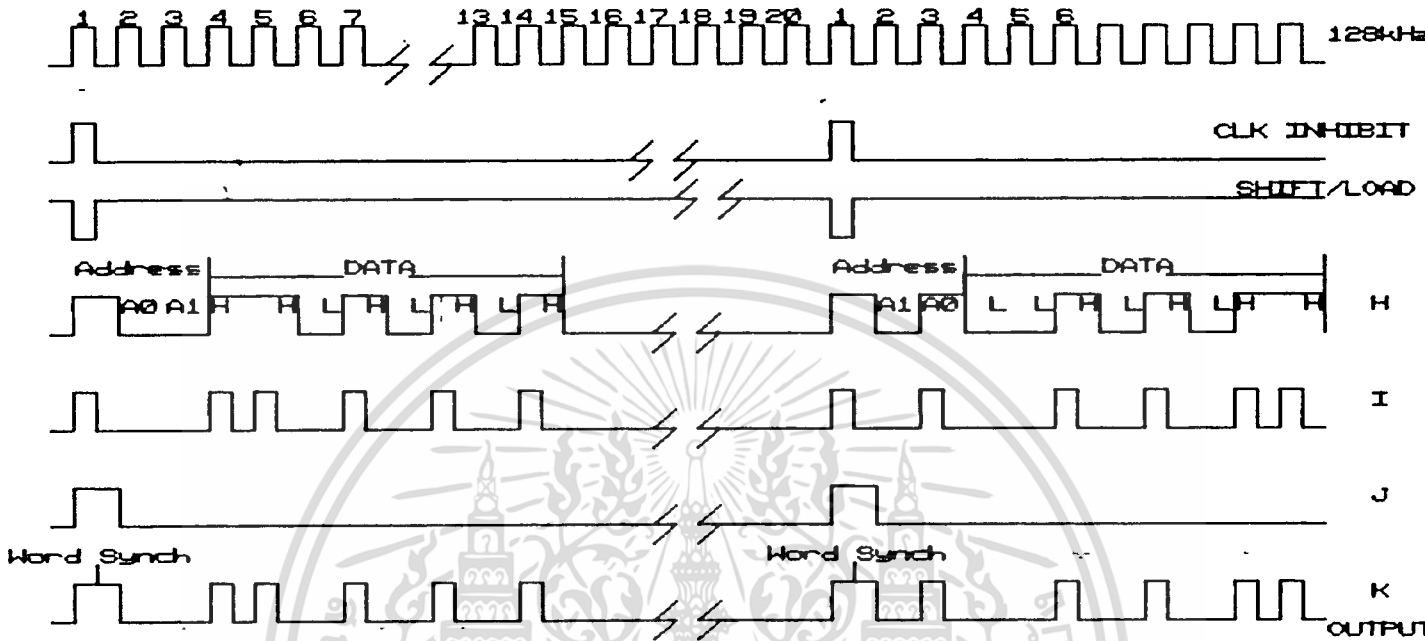 1 2 3 4 5 6 7 13 14 15 16 17 18 19 20 1 2 3 4 5 6
128kHz
CLK INHIBIT
SHIFT/LOAD
Address DATA Address DATA
A0 A1 H H L H L H L H A1 A0 L L H L H L H H H
I
J
Word Synch Word Synch
K
OUTPUT